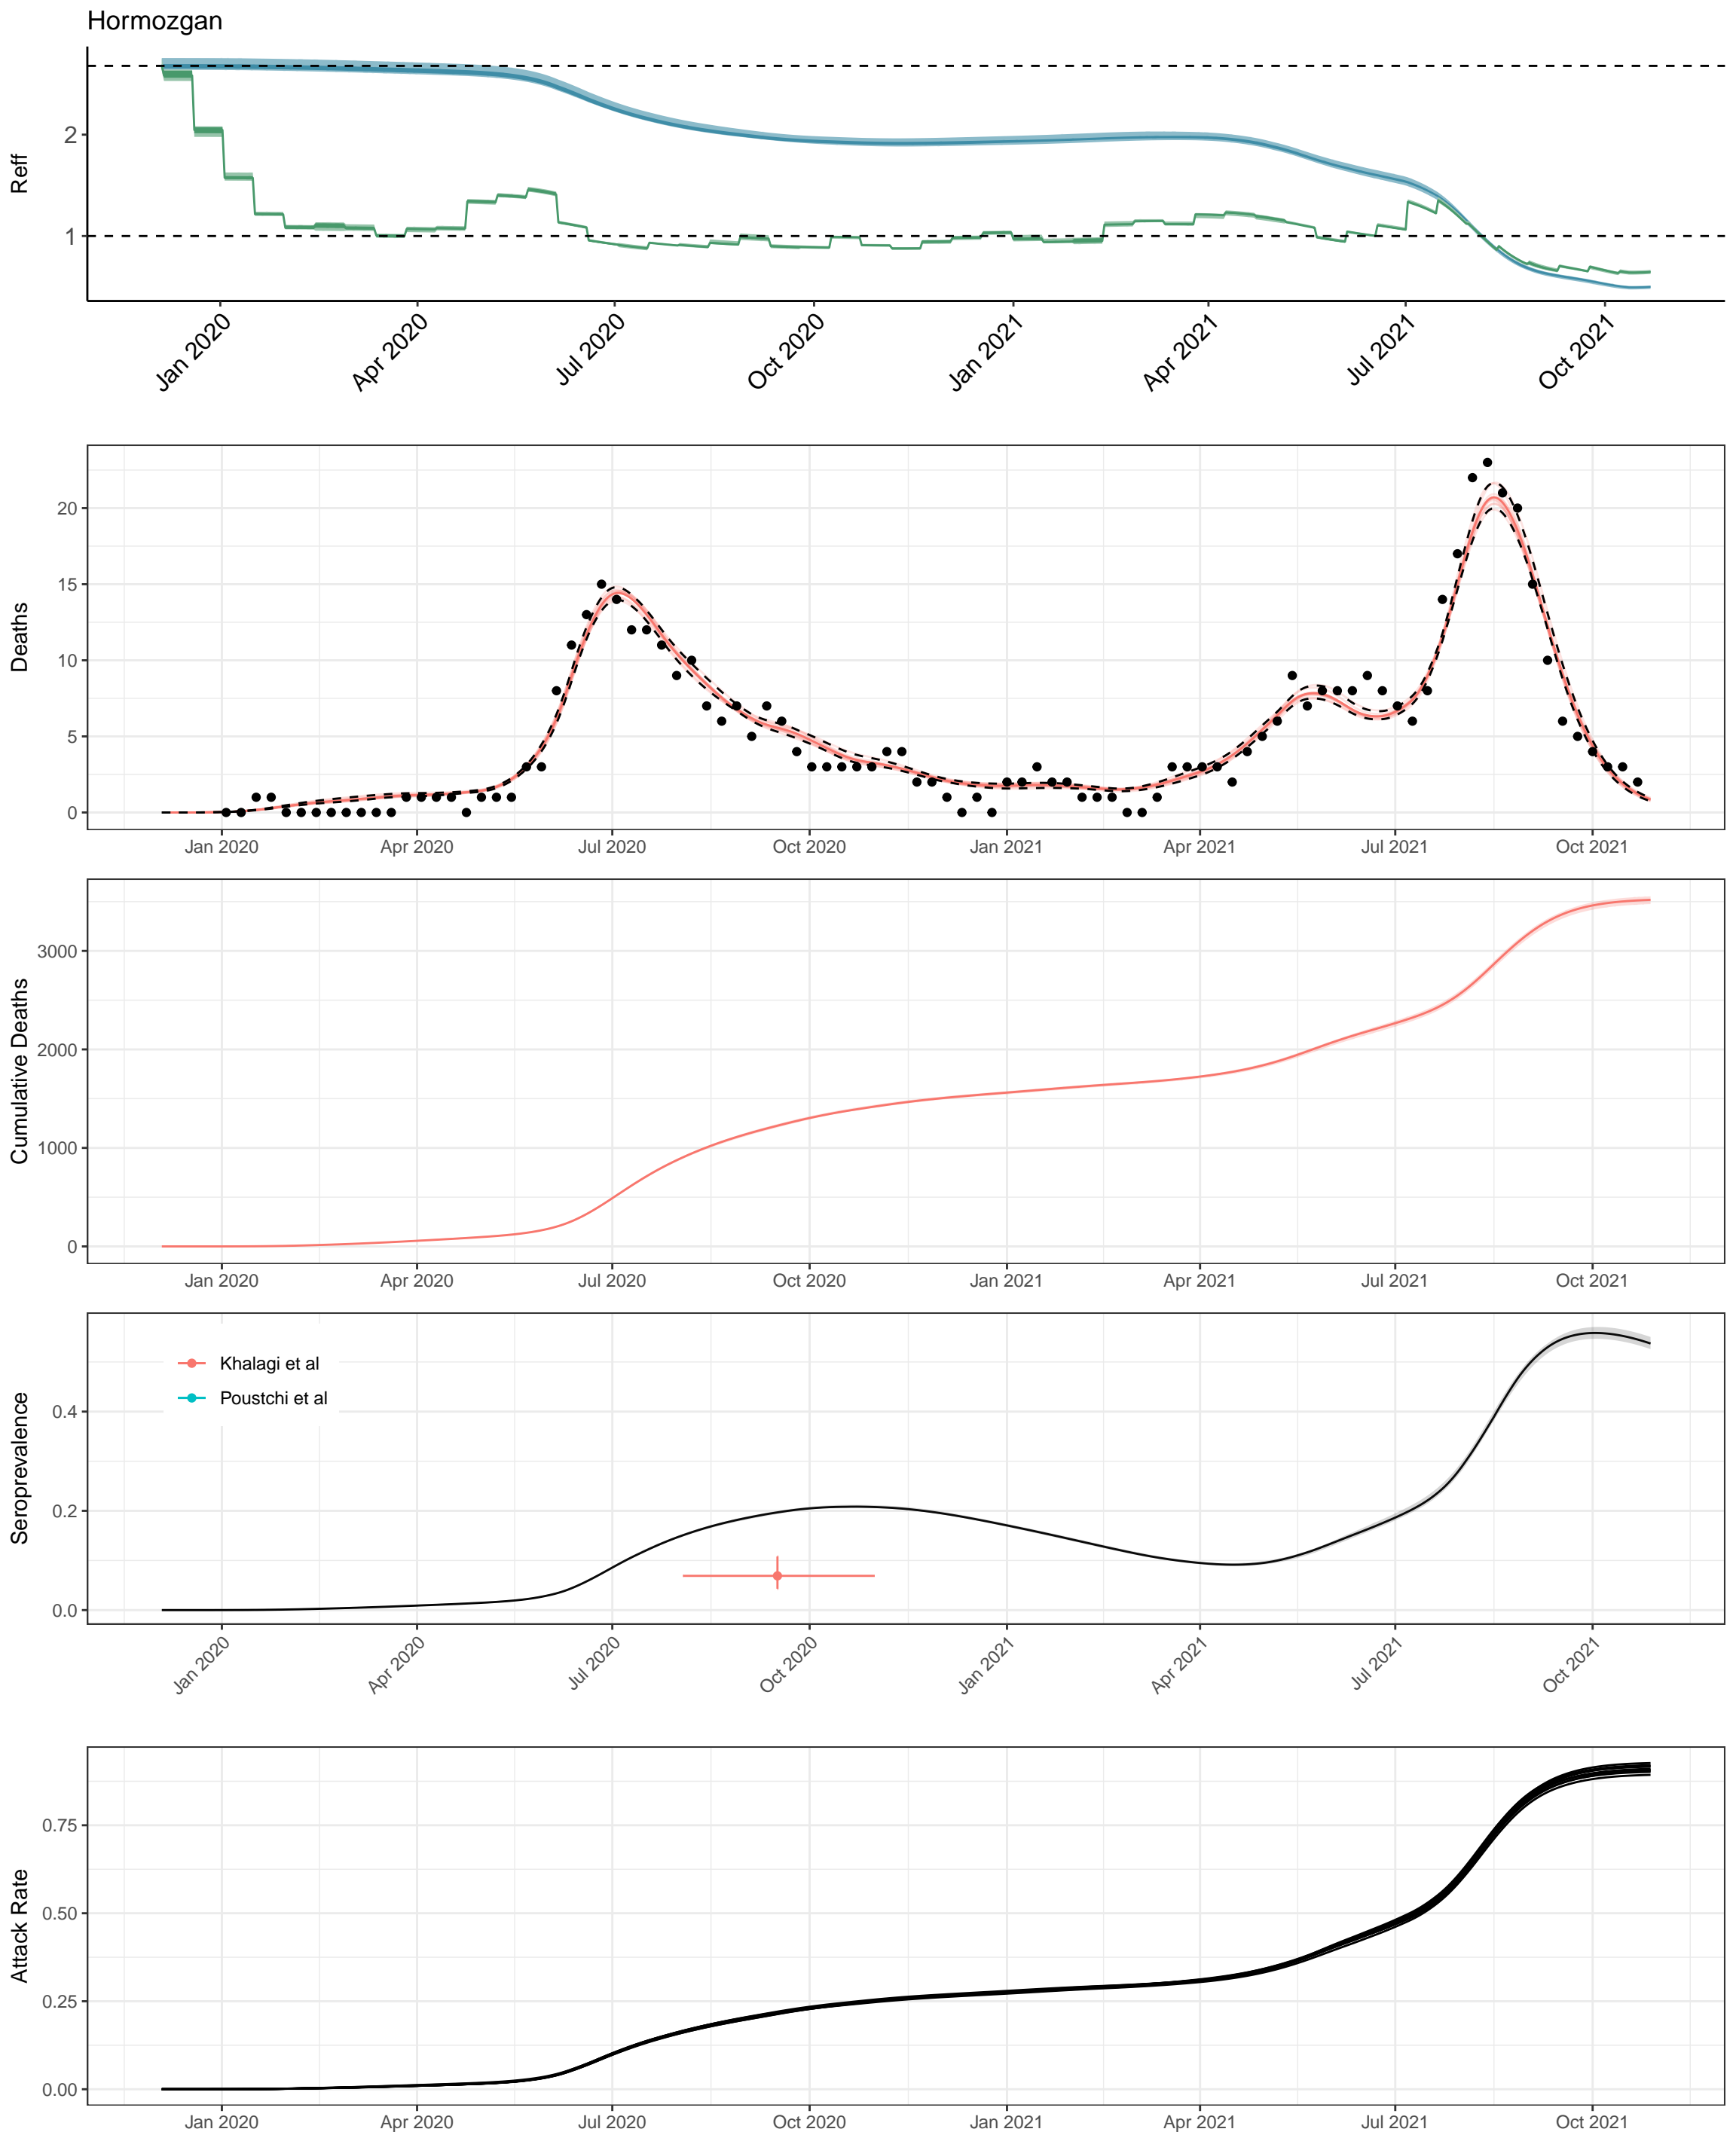 Hormozgan
Reff
2
1
Jan 2020
Apr 2020
Jul 2020
Oct 2020
Jan 2021
Apr 2021
Jul 2021
Oct 2021
Deaths
20
15
10
5
0
Jan 2020
Apr 2020
Jul 2020
Oct 2020
Jan 2021
Apr 2021
Jul 2021
Oct 2021
Cumulative Deaths
3000
2000
1000
0
Jan 2020
Apr 2020
Jul 2020
Oct 2020
Jan 2021
Apr 2021
Jul 2021
Oct 2021
Seroprevalence
Khalagi et al
Poustchi et al
0.4
0.2
0.0
Jan 2020
Apr 2020
Jul 2020
Oct 2020
Jan 2021
Apr 2021
Jul 2021
Oct 2021
Attack Rate
0.75
0.50
0.25
0.00
Jan 2020
Apr 2020
Jul 2020
Oct 2020
Jan 2021
Apr 2021
Jul 2021
Oct 2021